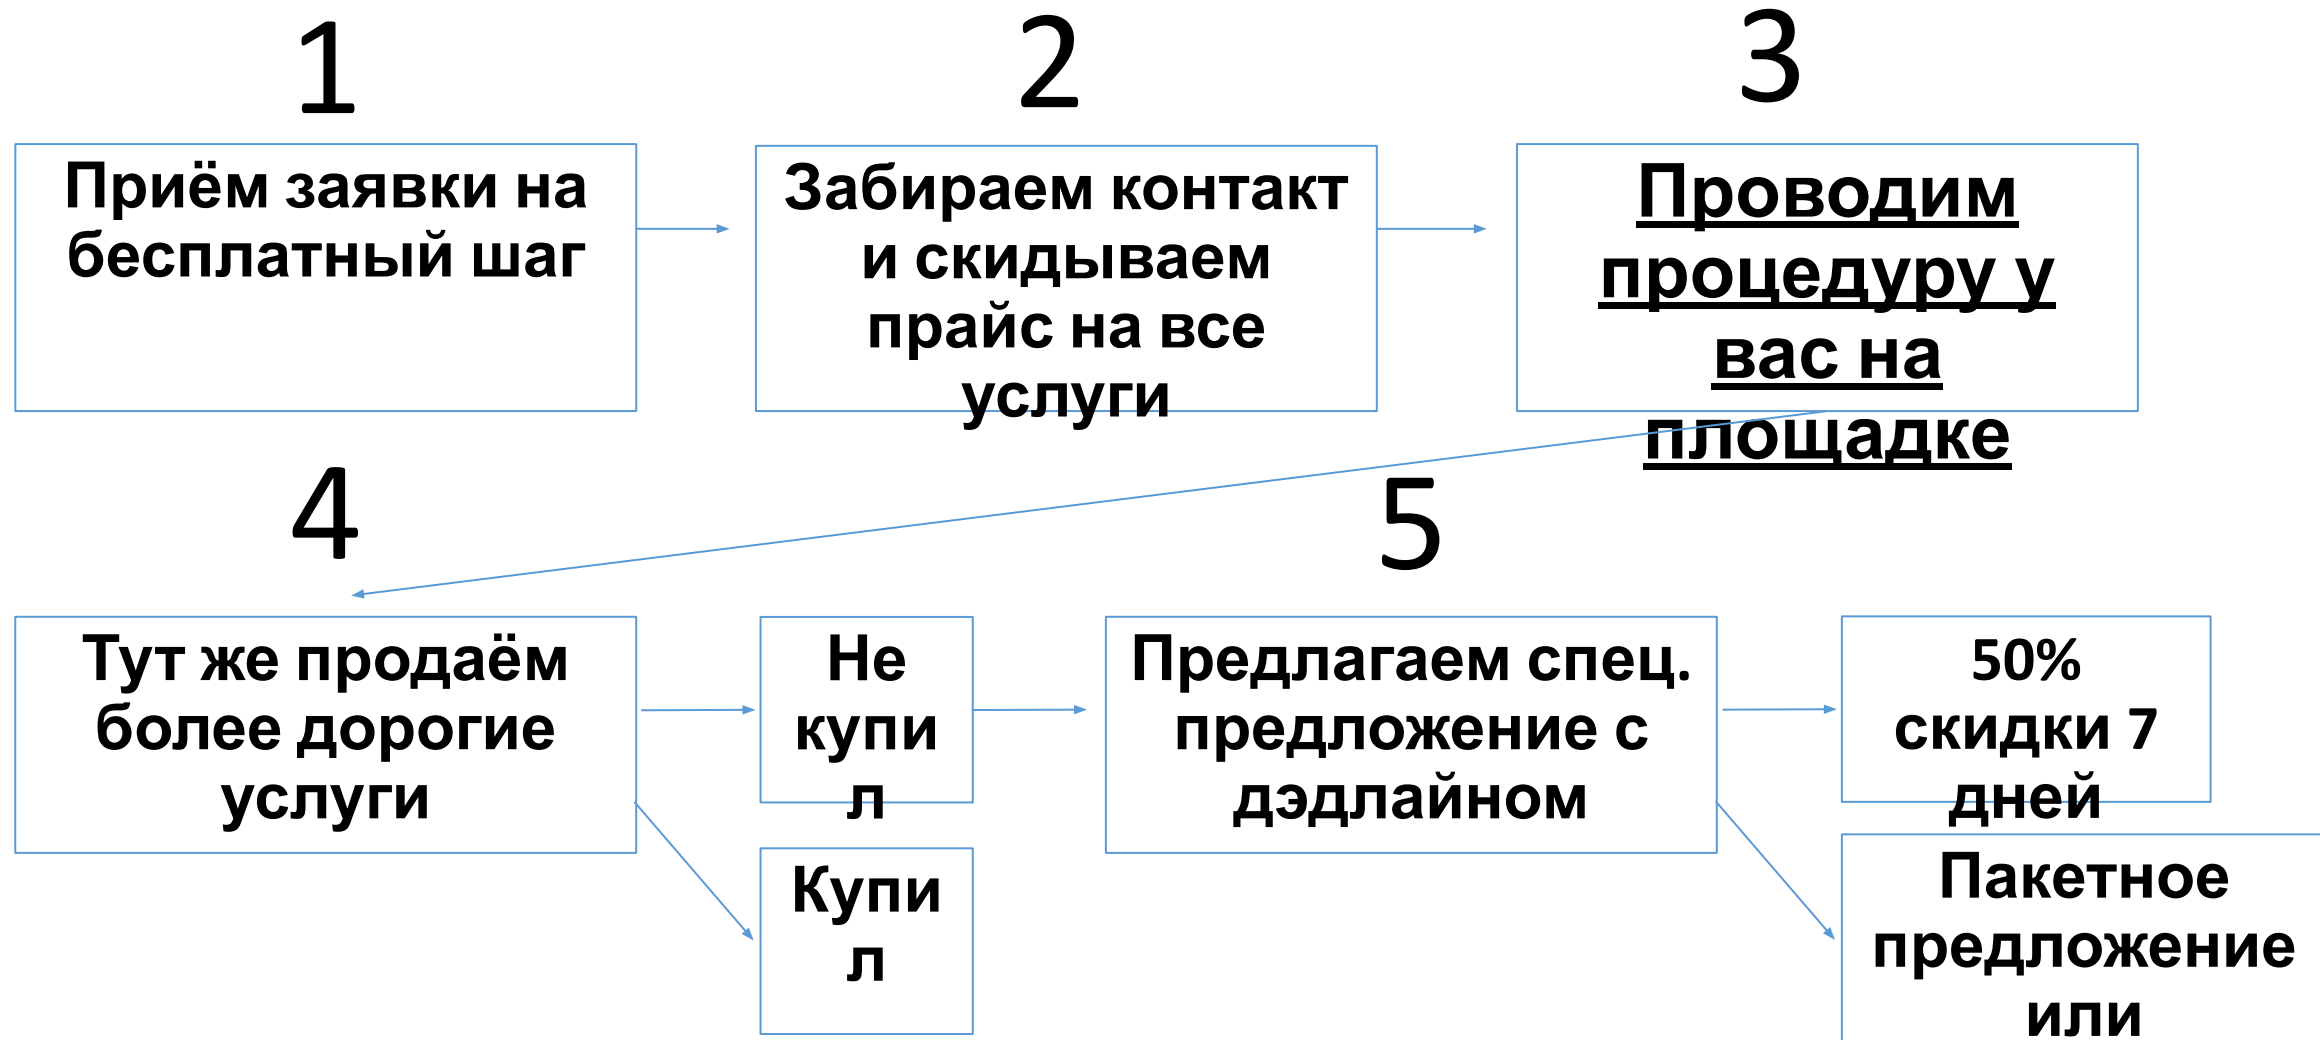 1
Приём заявки на
бесплатный шаг
2
Забираем контакт
и скидываем
прайс на все
услуги
3
Проводим
процедуру у
вас на
площадке
4
Тут же продаём
более дорогие
услуги
Не
купи
л
Купи
л
5
Предлагаем спец.
предложение с
дэдлайном
50%
скидки 7
дней
Пакетное
предложение
или